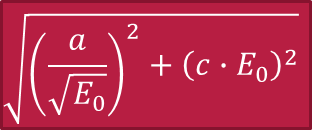 √((a/√E₀)² + (c · E₀)²)